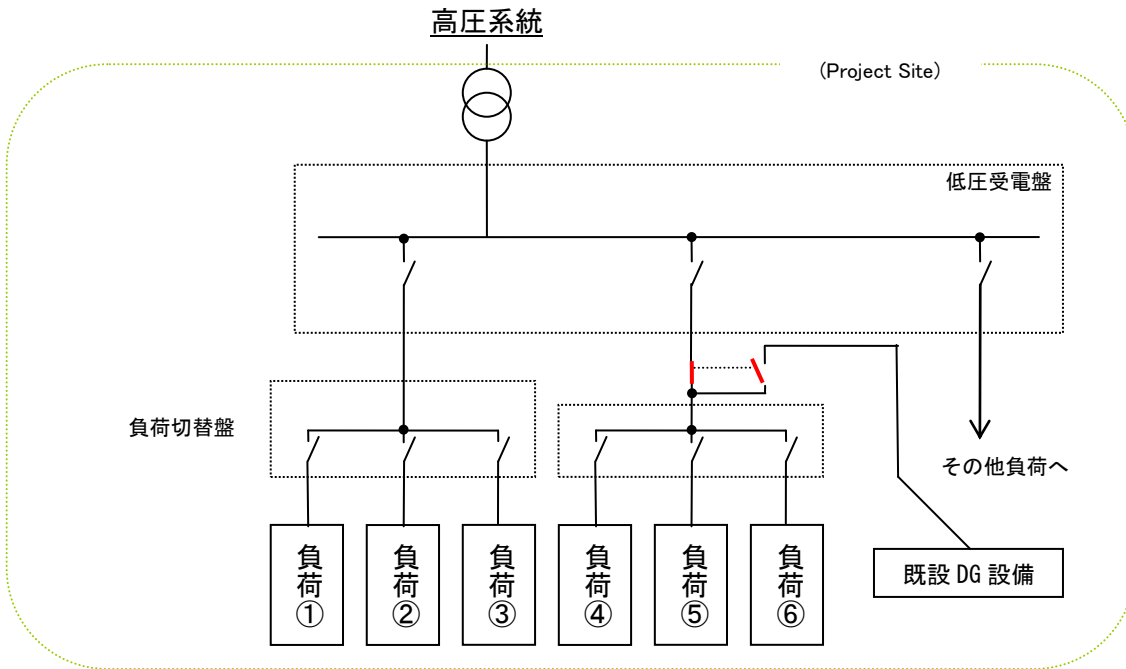 高圧系統
(Project Site)
低圧受電盤
負荷切替盤
その他負荷へ
負荷①
負荷②
負荷③
負荷④
負荷⑤
負荷⑥
既設 DG 設備